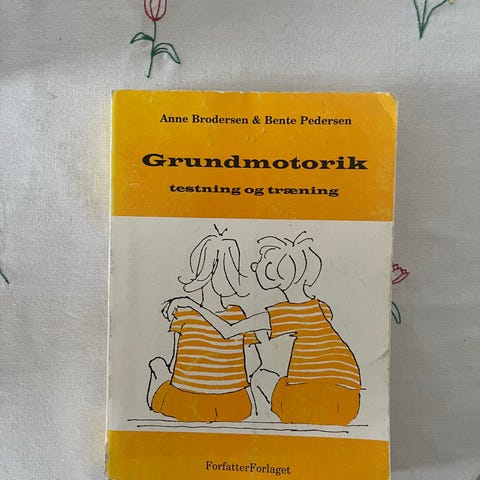 Anne Brodersen & Bente Pedersen
Grundmotorik
testning og træning
ForfatterForlaget